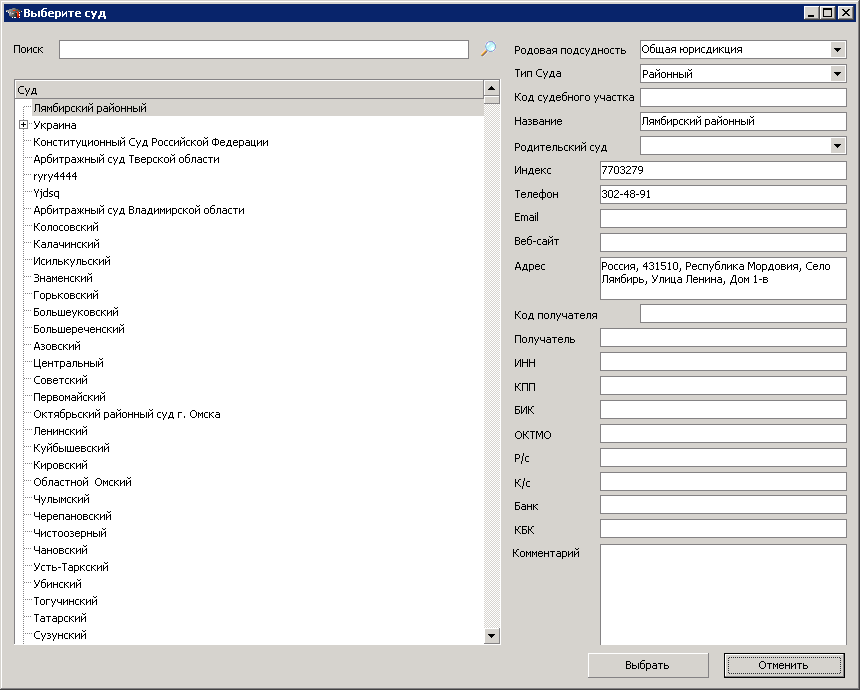 Выберите суд
Поиск
Суд
Лямбирский районный
Украина
Конституционный Суд Российской Федерации
Арбитражный суд Тверской области
ryry4444
Yjdsq
Арбитражный суд Владимирской области
Колосовский
Калачинский
Исилькульский
Знаменский
Горьковский
Большеуковский
Большереченский
Азовский
Центральный
Советский
Первомайский
Октябрьский районный суд г. Омска
Ленинский
Куйбышевский
Кировский
Областной  Омский
Чулымский
Черепановский
Чистоозерный
Чановский
Усть-Таркский
Убинский
Тогучинский
Татарский
Сузунский
Родовая подсудность Общая юрисдикция
Тип Суда Районный
Код судебного участка
Название Лямбирский районный
Родительский суд
Индекс 7703279
Телефон 302-48-91
Email
Веб-сайт
Адрес Россия, 431510, Республика Мордовия, Село
Лямбирь, Улица Ленина, Дом 1-в
Код получателя
Получатель
ИНН
КПП
БИК
ОКТМО
Р/с
К/с
Банк
КБК
Комментарий
Выбрать Отменить